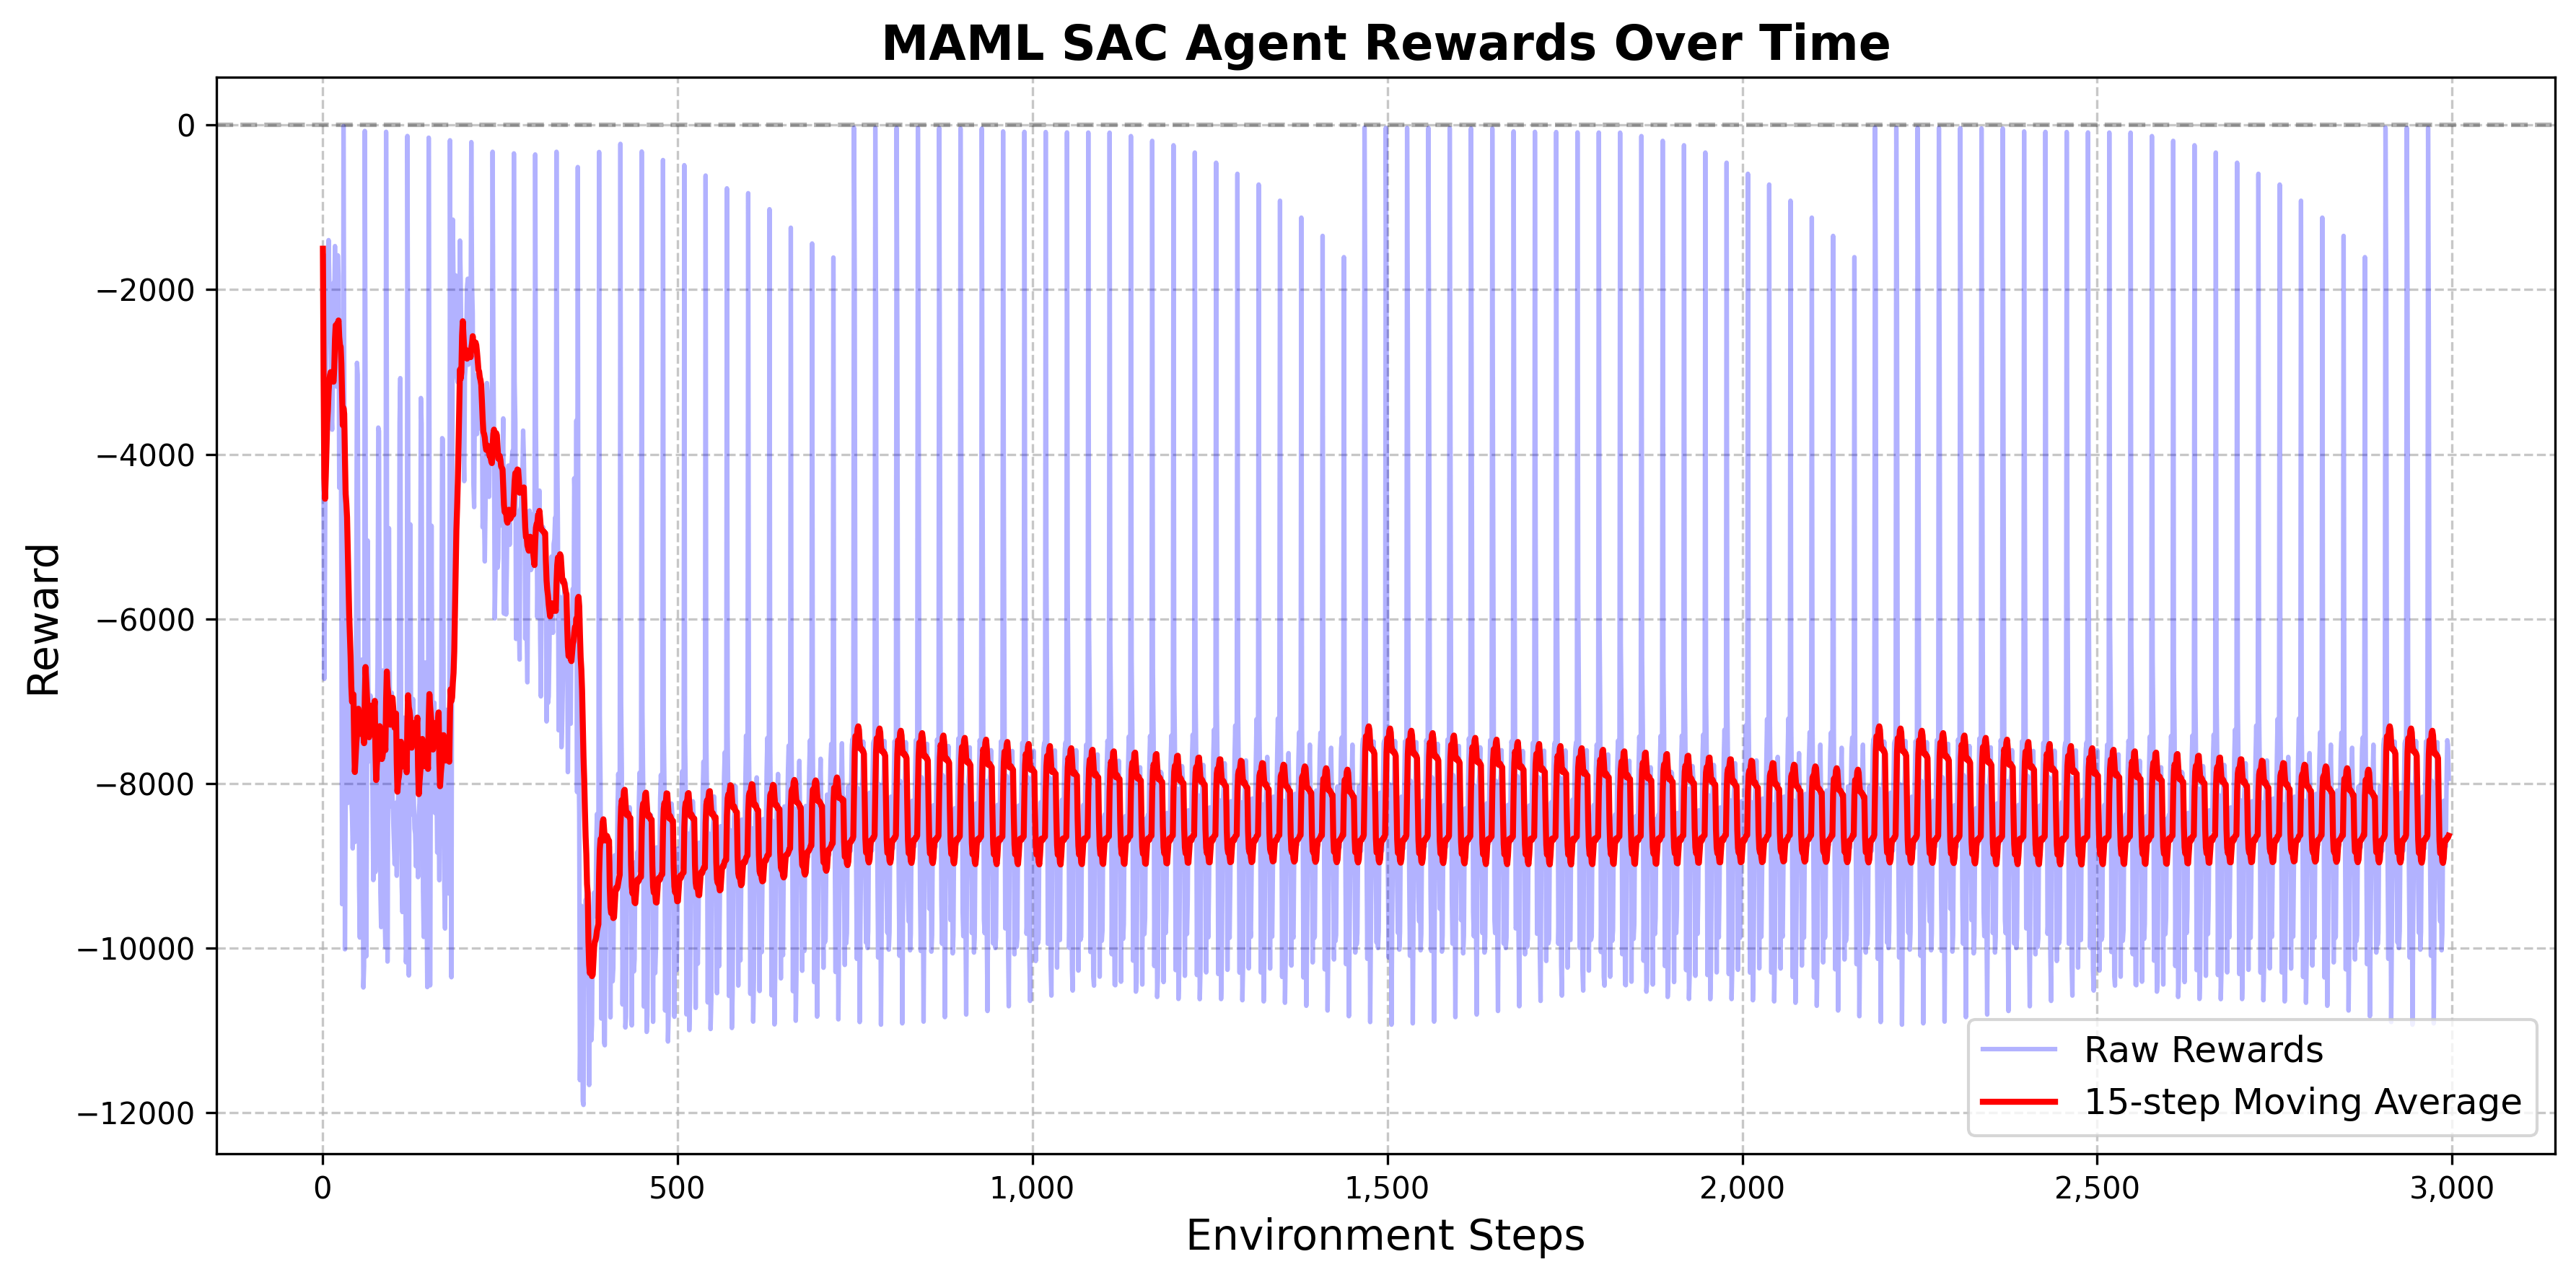 MAML SAC Agent Rewards Over Time
Reward
0
−2000
−4000
−6000
−8000
−10000
−12000
0
500
1,000
1,500
2,000
2,500
3,000
Environment Steps
Raw Rewards
15-step Moving Average